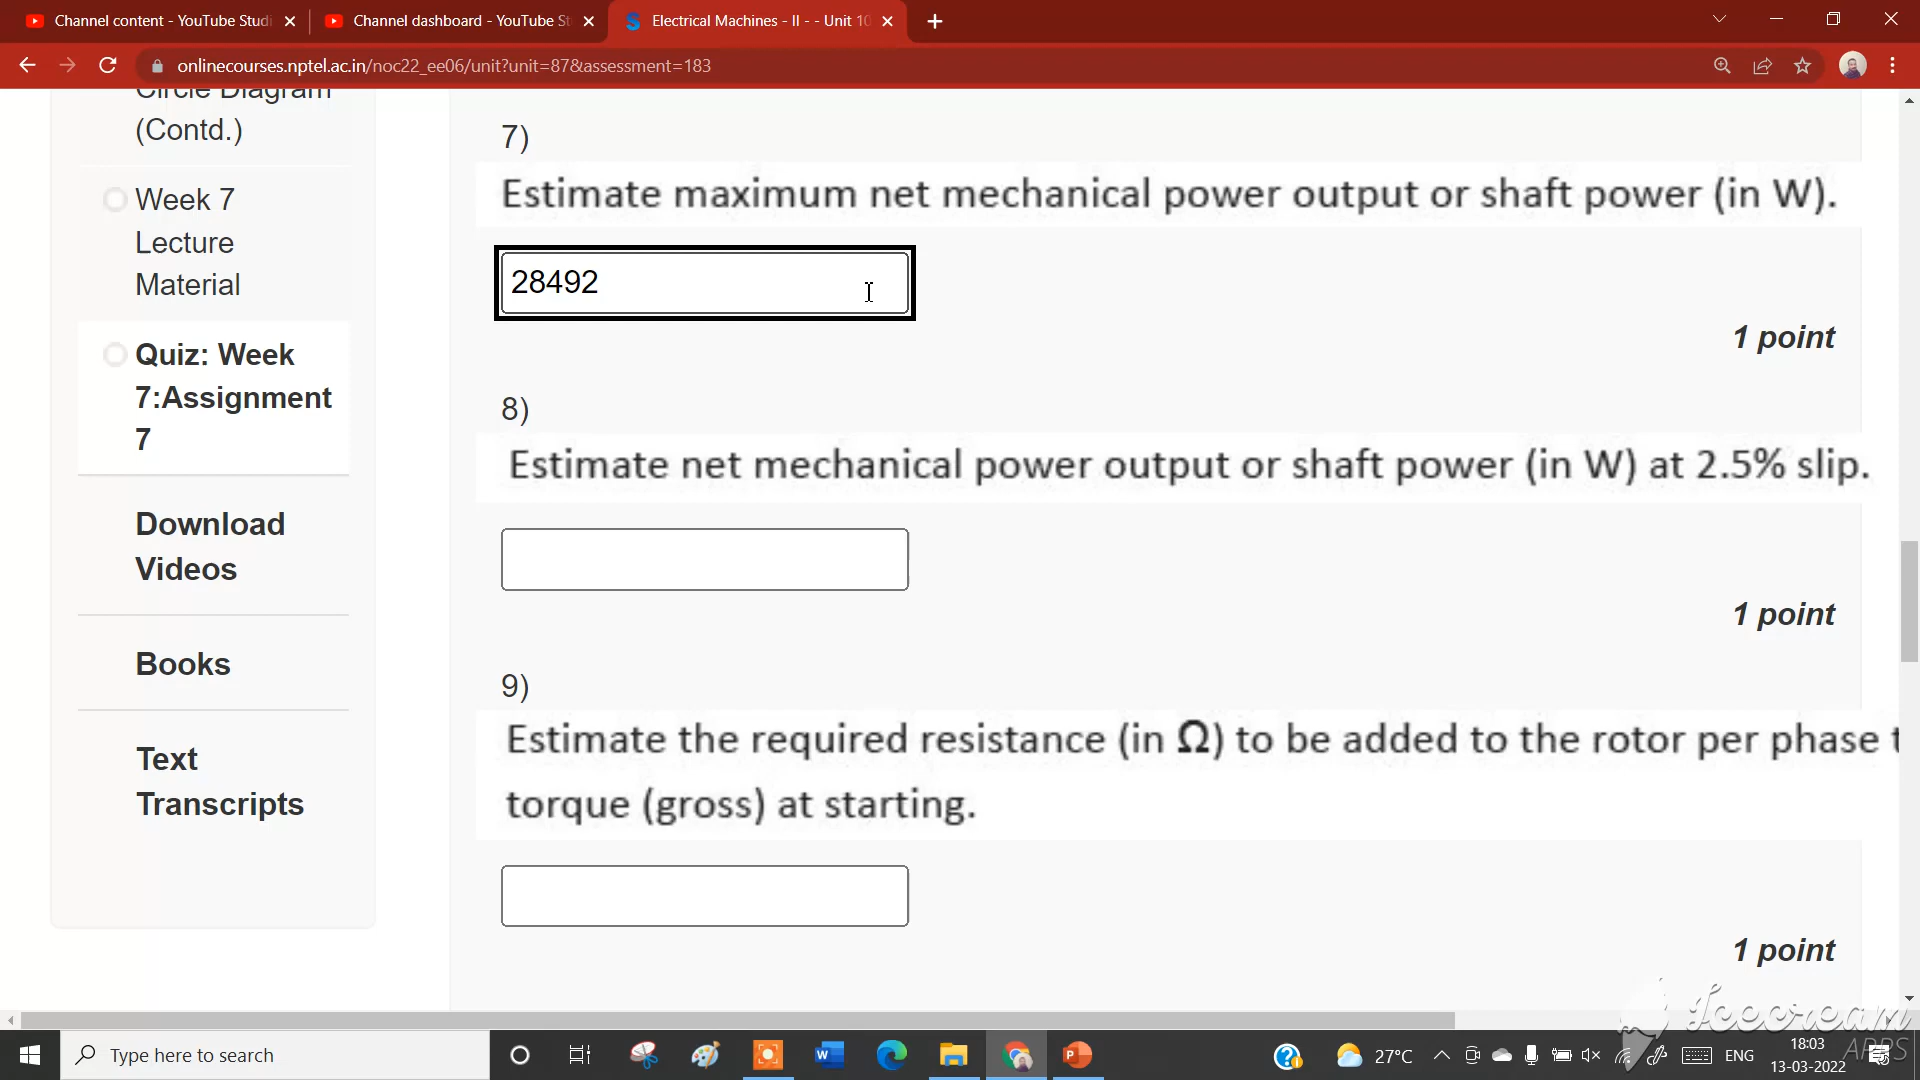 Channel content - YouTube Studi
Channel dashboard - YouTube St
Electrical Machines - II - - Unit 10
onlinecourses.nptel.ac.in/noc22_ee06/unit?unit=87&assessment=183
Circle Diagram
(Contd.)
Week 7
Lecture
Material
Quiz: Week
7:Assignment
7
Download
Videos
Books
Text
Transcripts
7)
Estimate maximum net mechanical power output or shaft power (in W).
28492
1 point
8)
Estimate net mechanical power output or shaft power (in W) at 2.5% slip.
1 point
9)
Estimate the required resistance (in Ω) to be added to the rotor per phase t
torque (gross) at starting.
1 point
Icecream
APPS
Type here to search
27°C
ENG
18:03
13-03-2022